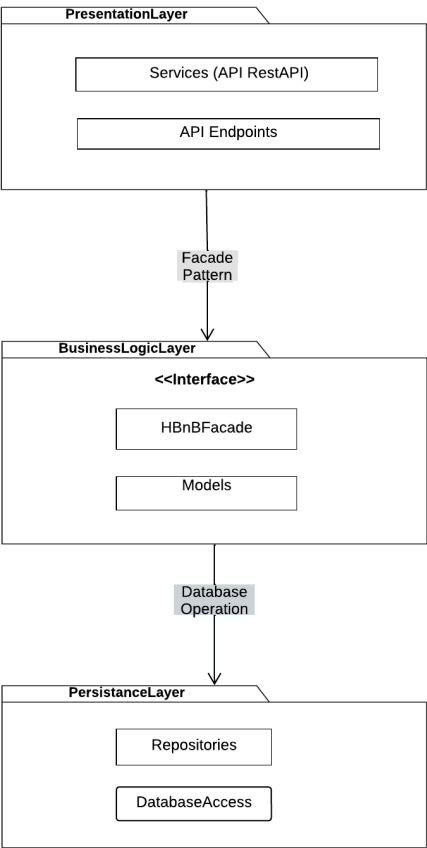 PresentationLayer
Services (API RestAPI)
API Endpoints
Facade
Pattern
BusinessLogicLayer
<<Interface>>
HBnBFacade
Models
Database
Operation
PersistanceLayer
Repositories
DatabaseAccess